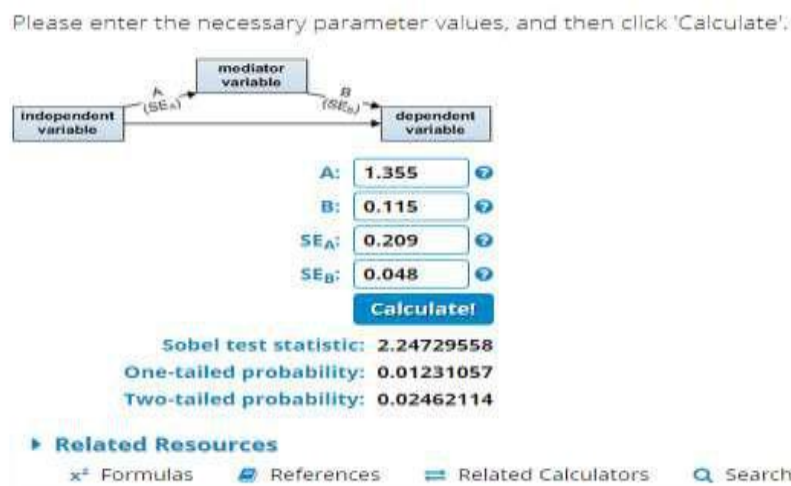 Please enter the necessary parameter values, and then click 'Calculate'.
mediator
variable
A
(SEA)
B
(SEB)
independent
variable
dependent
variable
A: 1.355
B: 0.115
SEA: 0.209
SEB: 0.048
Calculate!
Sobel test statistic: 2.24729558
One-tailed probability: 0.01231057
Two-tailed probability: 0.02462114
Related Resources
x² Formulas References Related Calculators Search